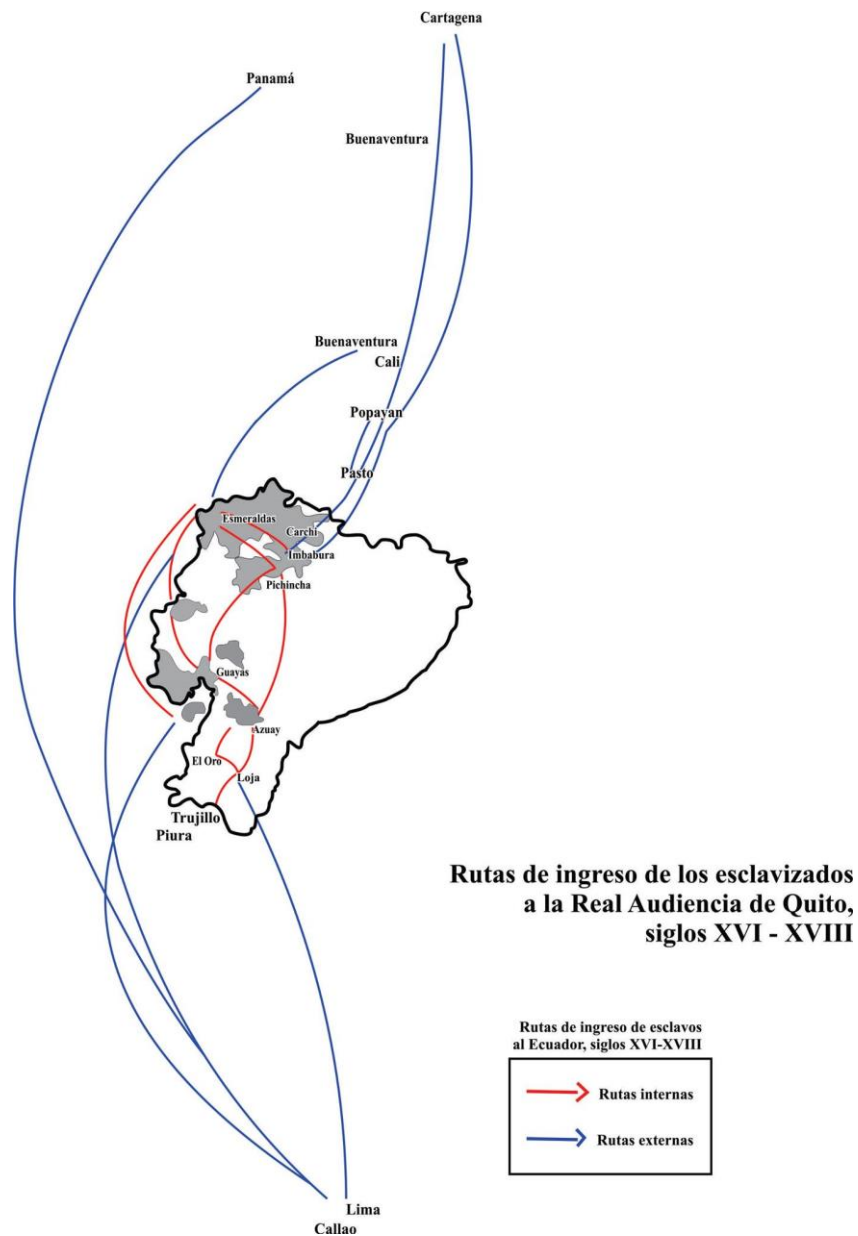 Cartagena
Panamá
Buenaventura
Buenaventura
Cali
Popayan
Pasto
Esmeraldas
Carchi
Imbabura
Pichincha
Guayas
Azuay
El Oro
Loja
Trujillo
Piura
Rutas de ingreso de los esclavizados
a la Real Audiencia de Quito,
siglos XVI - XVIII
Rutas de ingreso de esclavos
al Ecuador, siglos XVI-XVIII
Rutas internas
Rutas externas
Lima
Callao